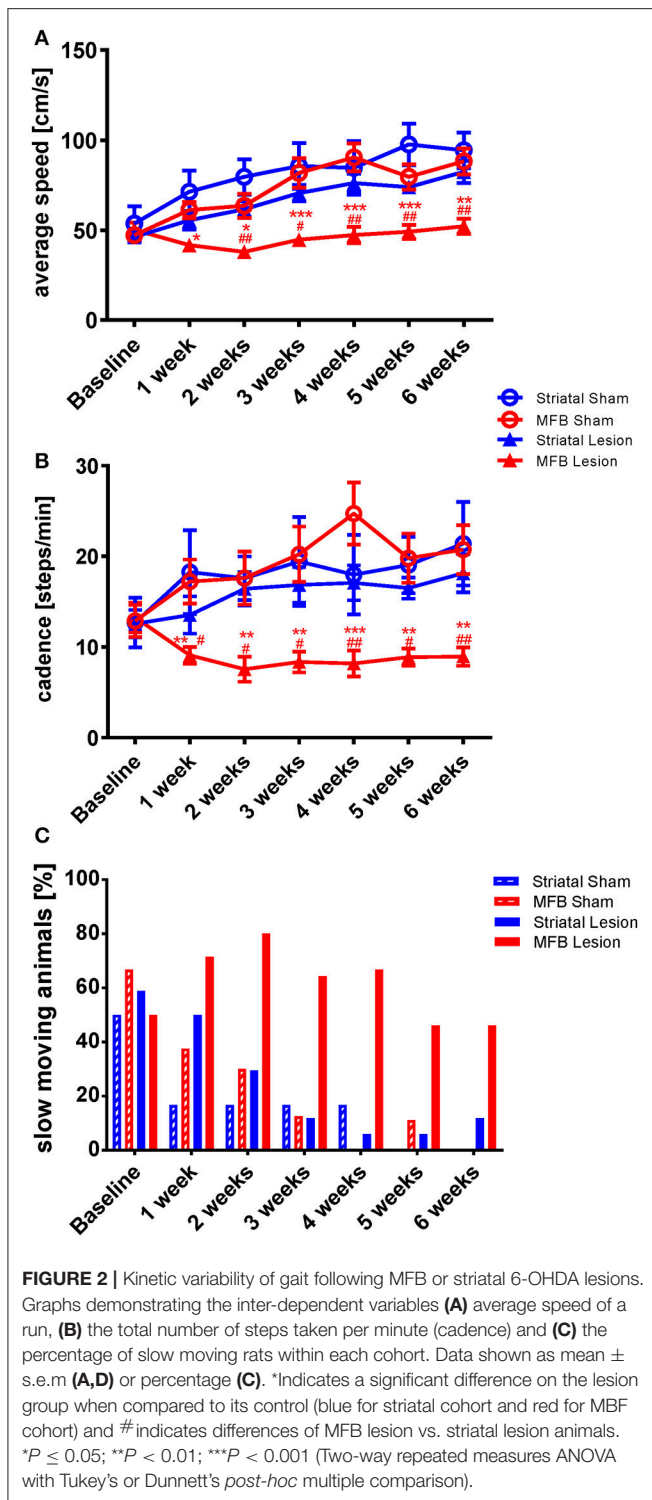 A
150
100
50
0
average speed [cm/s]
* * *** *** *** **
## # ## ## ##
Baseline
1 week
2 weeks
3 weeks
4 weeks
5 weeks
6 weeks
Striatal Sham
MFB Sham
Striatal Lesion
MFB Lesion
B
30
20
10
0
cadence [steps/min]
** # ** ** *** ** **
# # ## # ##
Baseline
1 week
2 weeks
3 weeks
4 weeks
5 weeks
6 weeks
C
100
80
60
40
20
0
slow moving animals [%]
Striatal Sham
MFB Sham
Striatal Lesion
MFB Lesion
Baseline
1 week
2 weeks
3 weeks
4 weeks
5 weeks
6 weeks
FIGURE 2 | Kinetic variability of gait following MFB or striatal 6-OHDA lesions.
Graphs demonstrating the inter-dependent variables (A) average speed of a
run, (B) the total number of steps taken per minute (cadence) and (C) the
percentage of slow moving rats within each cohort. Data shown as mean ±
s.e.m (A,D) or percentage (C). *Indicates a significant difference on the lesion
group when compared to its control (blue for striatal cohort and red for MBF
cohort) and #indicates differences of MFB lesion vs. striatal lesion animals.
*P ≤ 0.05; **P < 0.01; ***P < 0.001 (Two-way repeated measures ANOVA
with Tukey's or Dunnett's post-hoc multiple comparison).